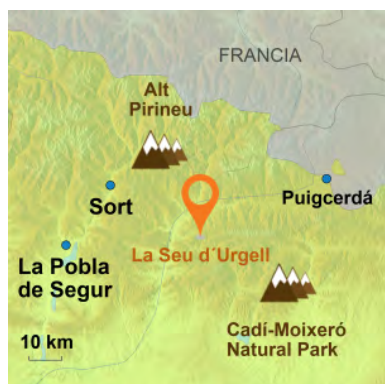 FRANCIA
Alt
Pirineu
Puigcerdá
Sort
La Seu d´Urgell
La Pobla
de Segur
Cadí-Moixeró
Natural Park
10 km